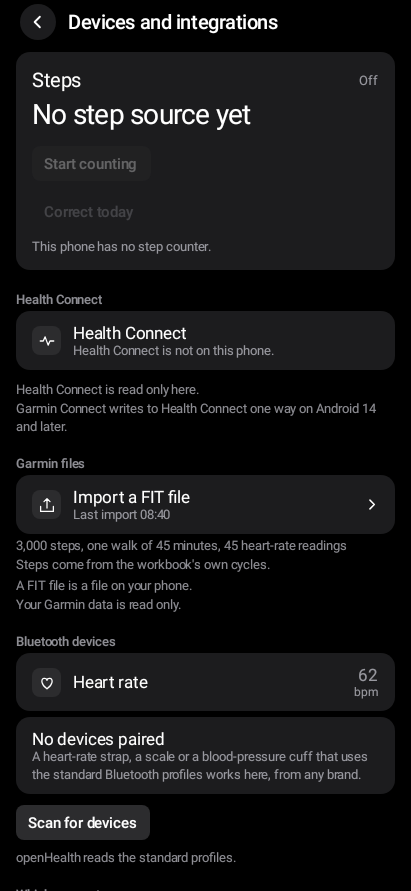 Devices and integrations
Steps
Off
No step source yet
Start counting
Correct today
This phone has no step counter.
Health Connect
Health Connect
Health Connect is not on this phone.
Health Connect is read only here.
Garmin Connect writes to Health Connect one way on Android 14
and later.
Garmin files
Import a FIT file
Last import 08:40
3,000 steps, one walk of 45 minutes, 45 heart-rate readings
Steps come from the workbook's own cycles.
A FIT file is a file on your phone.
Your Garmin data is read only.
Bluetooth devices
Heart rate
62
bpm
No devices paired
A heart-rate strap, a scale or a blood-pressure cuff that uses
the standard Bluetooth profiles works here, from any brand.
Scan for devices
openHealth reads the standard profiles.